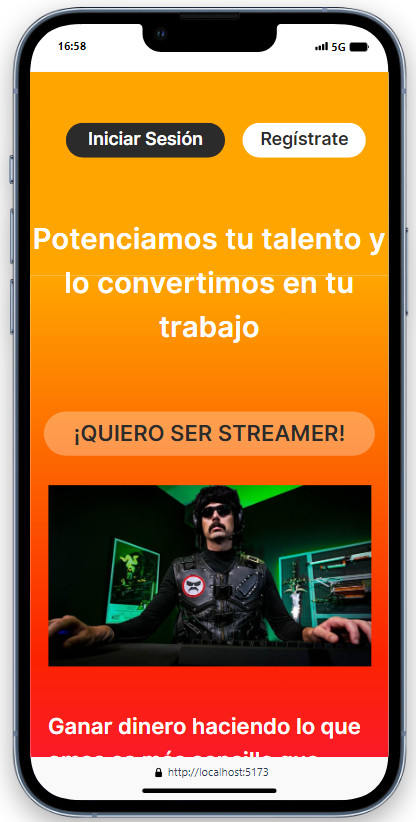 16:58
5G
Iniciar Sesión
Regístrate
Potenciamos tu talento y
lo convertimos en tu
trabajo
¡QUIERO SER STREAMER!
Ganar dinero haciendo lo que
http://localhost:5173